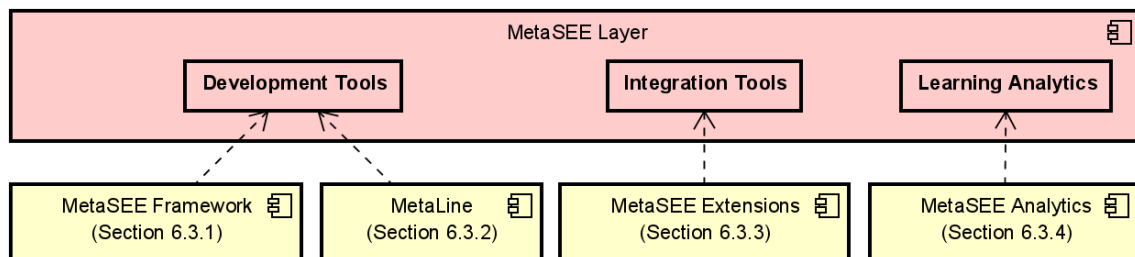 MetaSEE Layer
Development Tools
Integration Tools
Learning Analytics
MetaSEE Framework
(Section 6.3.1)
MetaLine
(Section 6.3.2)
MetaSEE Extensions
(Section 6.3.3)
MetaSEE Analytics
(Section 6.3.4)